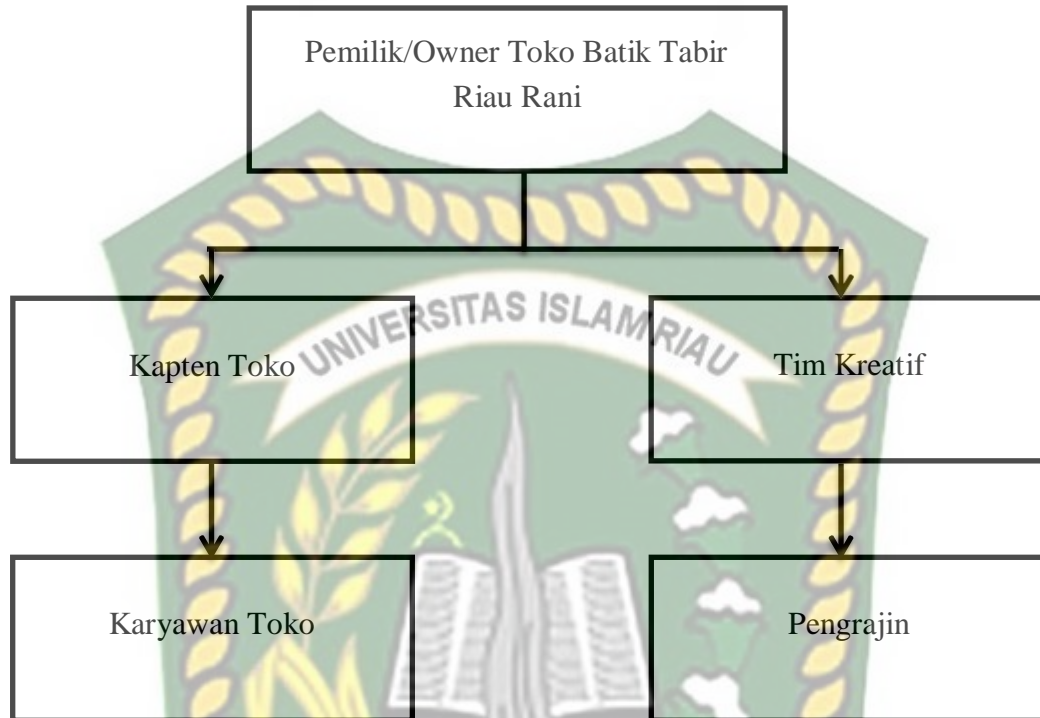 Pemilik/Owner Toko Batik Tabir
Riau Rani
UNIVERSITAS ISLAM RIAU
Kapten Toko
Tim Kreatif
Karyawan Toko
Pengrajin